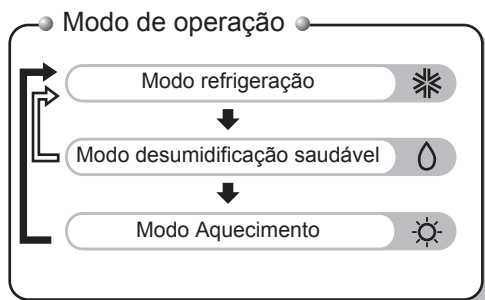 Modo de operação
Modo refrigeração
Modo desumidificação saudável
Modo Aquecimento